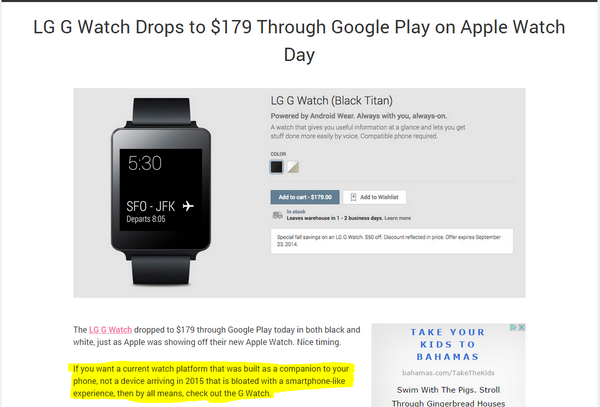 LG G Watch Drops to $179 Through Google Play on Apple Watch
Day
LG G Watch (Black Titan)
Powered by Android Wear. Always with you, always-on.
A watch that gives you useful information at a glance and lets you get
stuff done more easily by voice. Compatible phone required.
COLOR
Add to cart - $179.00
Add to Wishlist
In stock
Leaves warehouse in 1 - 2 business days. Learn more
Special fall savings on an LG G Watch. $50 off. Discount reflected in price. Offer expires September
23, 2014.
5:30
SFO - JFK
Departs 8:05
The LG G Watch dropped to $179 through Google Play today in both black and
white, just as Apple was showing off their new Apple Watch. Nice timing.
If you want a current watch platform that was built as a companion to your
phone, not a device arriving in 2015 that is bloated with a smartphone-like
experience, then by all means, check out the G Watch.
TAKE YOUR
KIDS TO
BAHAMAS
bahamas.com/TakeTheKids
Swim With The Pigs. Stroll
Through Gingerbread Houses